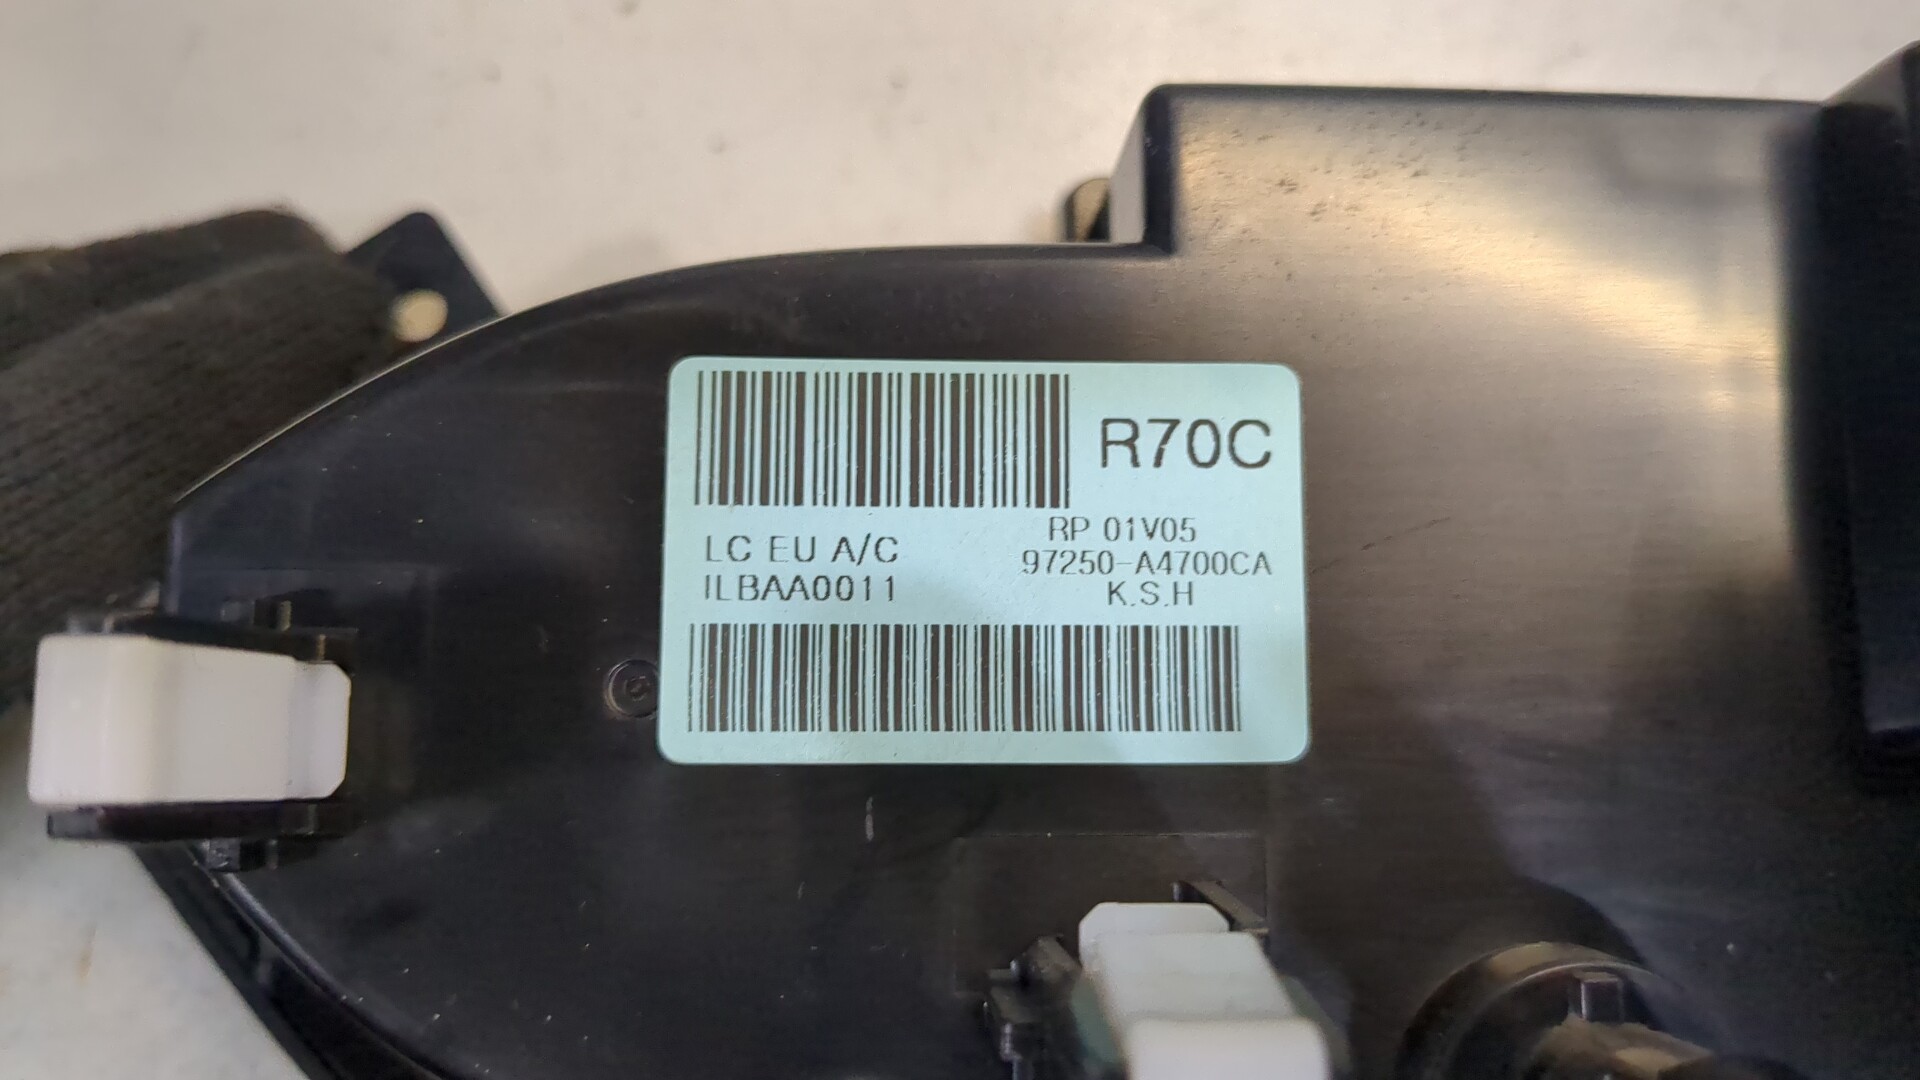 R70C
RP 01V05
LC EU A/C
97250-A4700CA
ILBAA0011
K.S.H